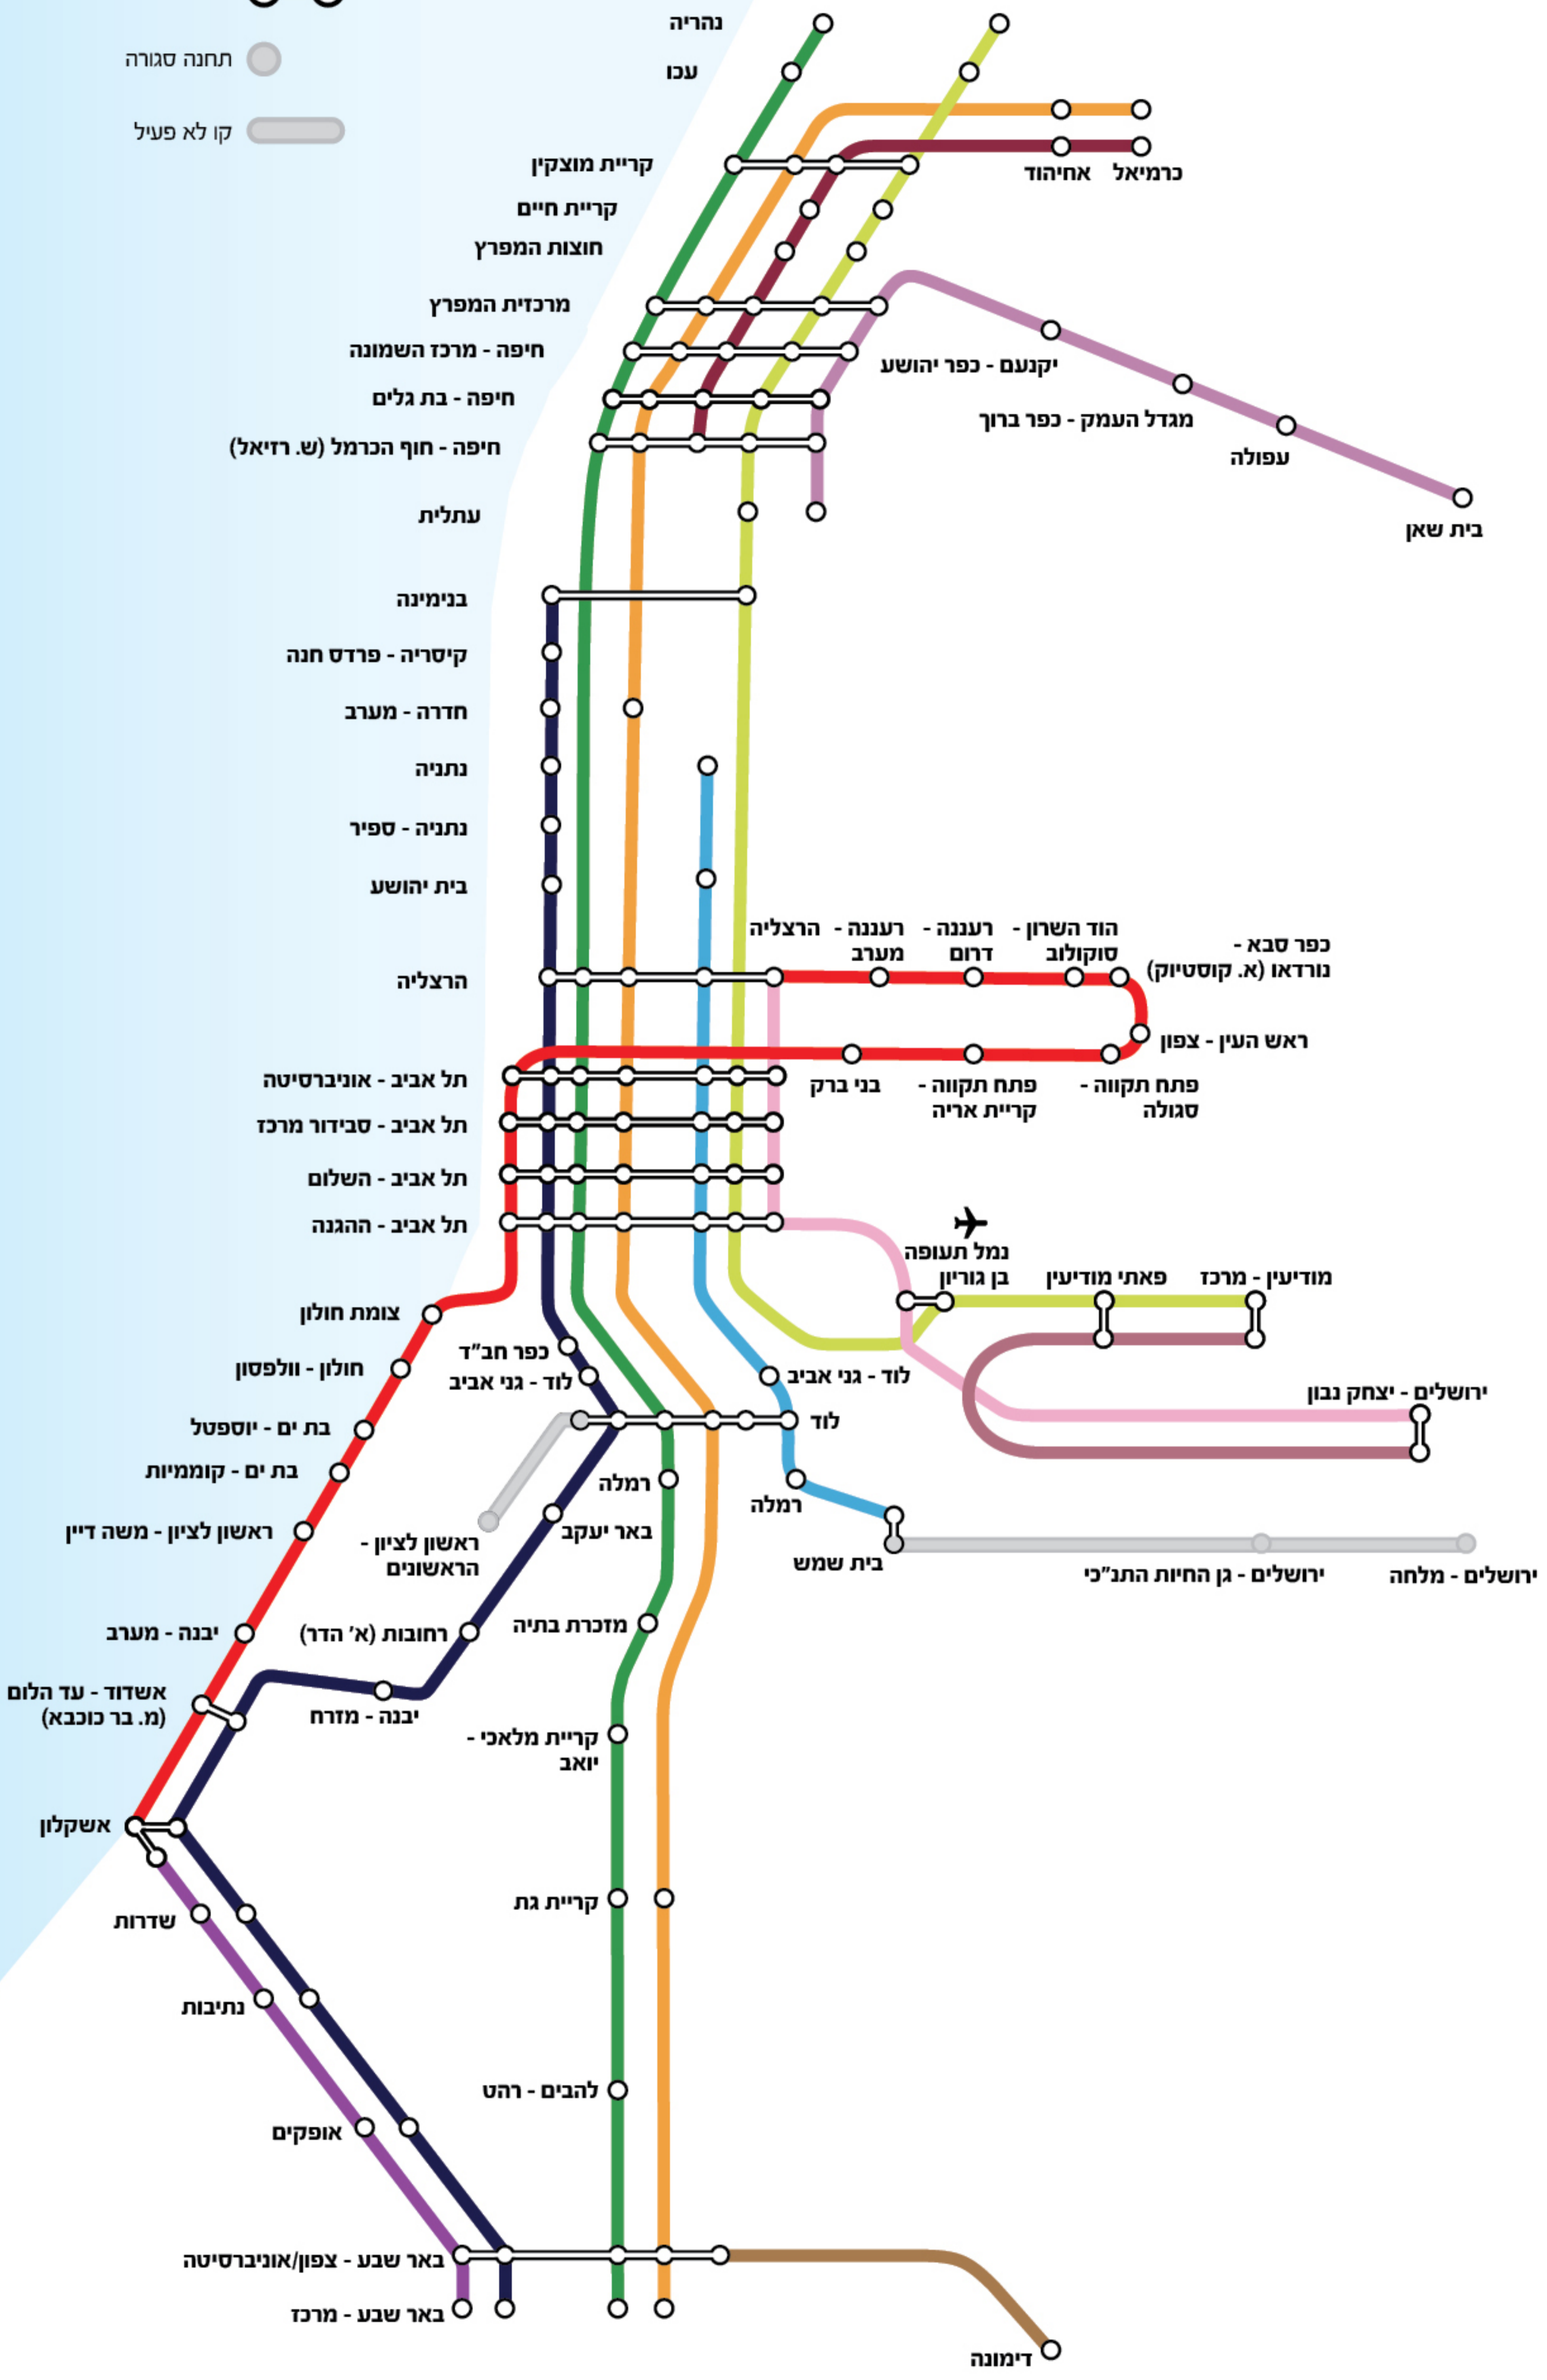 תחנה סגורה
קו לא פעיל
נהריה
עכו
כרמיאל
אחיהוד
קריית מוצקין
קריית חיים
חוצות המפרץ
מרכזית המפרץ
חיפה - מרכז השמונה
יקנעם - כפר יהושע
חיפה - בת גלים
מגדל העמק - כפר ברוך
חיפה - חוף הכרמל (ש. רזיאל)
עפולה
עתלית
בית שאן
בנימינה
קיסריה - פרדס חנה
חדרה - מערב
נתניה
נתניה - ספיר
בית יהושע
הרצליה
הרצליה
רעננה -
מערב
רעננה -
דרום
הוד השרון -
סוקולוב
כפר סבא -
נורדאו (א. קוסטיוק)
ראש העין - צפון
פתח תקווה -
סגולה
פתח תקווה -
קריית אריה
בני ברק
תל אביב - אוניברסיטה
תל אביב - סבידור מרכז
תל אביב - השלום
תל אביב - ההגנה
נמל תעופה
בן גוריון
פאתי מודיעין
מודיעין - מרכז
צומת חולון
כפר חב"ד
חולון - וולפסון
לוד - גני אביב
לוד - גני אביב
ירושלים - יצחק נבון
בת ים - יוספטל
לוד
בת ים - קוממיות
רמלה
רמלה
ראשון לציון - משה דיין
באר יעקב
ראשון לציון -
הראשונים
בית שמש
ירושלים - גן החיות התנ"כי
ירושלים - מלחה
יבנה - מערב
רחובות (א' הדר)
מזכרת בתיה
אשדוד - עד הלום
(מ. בר כוכבא)
יבנה - מזרח
קריית מלאכי -
יואב
אשקלון
קריית גת
שדרות
נתיבות
להבים - רהט
אופקים
באר שבע - צפון/אוניברסיטה
באר שבע - מרכז
דימונה